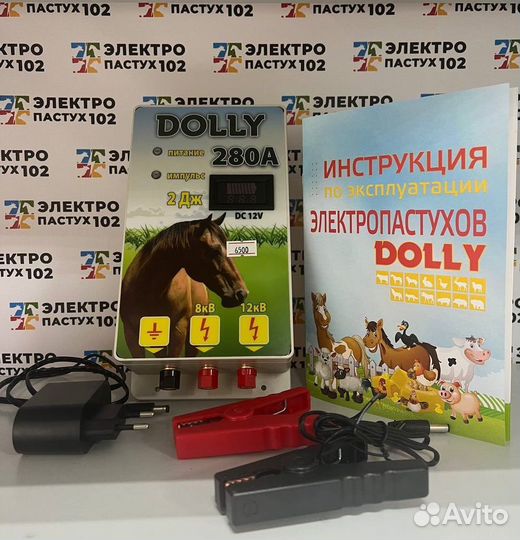 ЭЛЕКТРО
ПАСТУХ102
DOLLY
питание
280A
импульс
2 Дж
DC 12V
6500
8кВ
12кВ
ИНСТРУКЦИЯ
по эксплуатации
ЭЛЕКТРОПАСТУХОВ
DOLLY
Avito